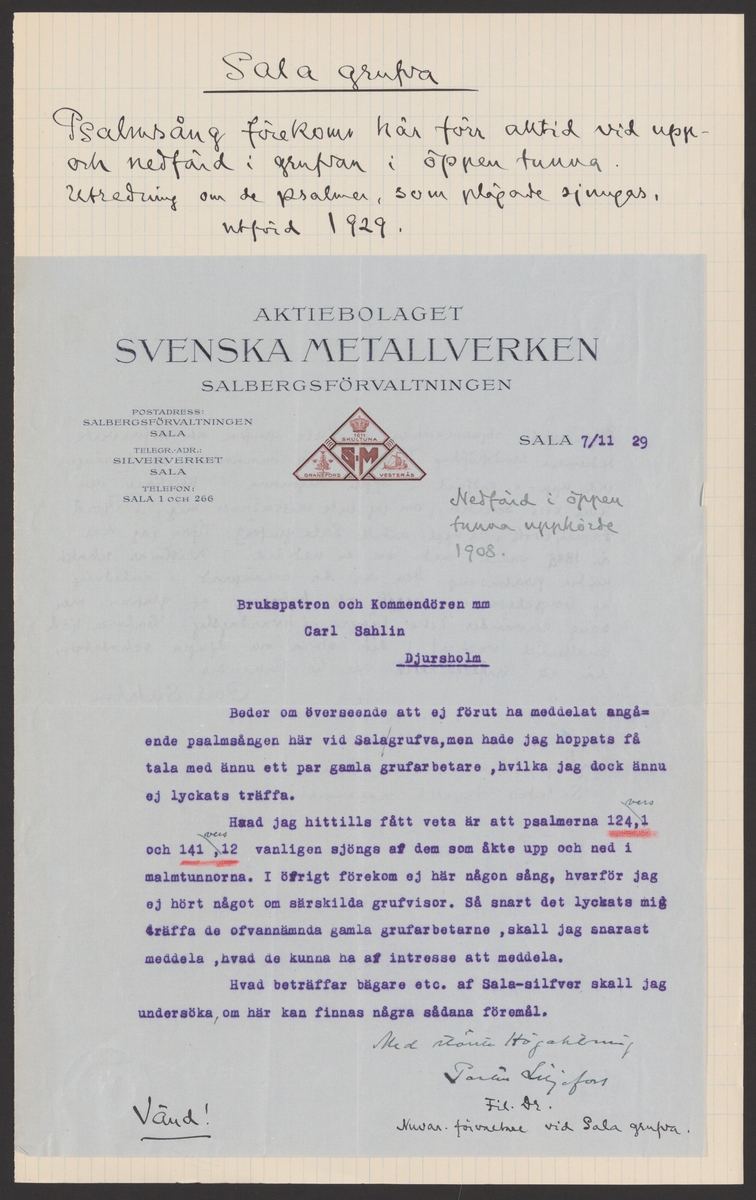 Sala grufva
Psalmsång förekom här förr alltid vid upp-
och nedfärd i grufvan i öppen tunna.
Utredning om de psalmer, som plägade sjungas,
utförd 1929.
AKTIEBOLAGET
SVENSKA METALLVERKEN
SALBERGSFÖRVALTNINGEN
POSTADRESS:
SALBERGSFÖRVALTNINGEN
SALA
TELEGR.-ADR.:
SILVERVERKET
SALA
TELEFON:
SALA 1 OCH 266
1611
SKULTUNA
S·M
GRANEFORS
VESTERÅS
SALA 7/11 29
Nedfärd i öppen
tunna upphörde
1908.
Brukspatron och Kommendören mm
Carl Sahlin
Djursholm
Beder om överseende att ej förut ha meddelat angå=
ende psalmsången här vid Sala/grufva,men hade jag hoppats få
tala med ännu ett par gamla grufarbetare ,hvilka jag dock ännu
ej lyckats träffa.
vers
Hvad jag hittills fått veta är att psalmerna 124,1
vers
och 141 ,12 vanligen sjöngs af dem som åkte upp och ned i
malmtunnorna. I öfrigt förekom ej här någon sång, hvarför jag
ej hört något om särskilda grufvisor. Så snart det lyckats mig
träffa de ofvannämnda gamla grufarbetarne ,skall jag snarast
meddela ,hvad de kunna ha af intresse att meddela.
Hvad beträffar bägare etc. af Sala-silfver skall jag
undersöka, om här kan finnas några sådana föremål.
Med största Högaktning
Liljefors
Fil. Dr.
Nuvar. förvaltare vid Sala grufva.
Vänd!